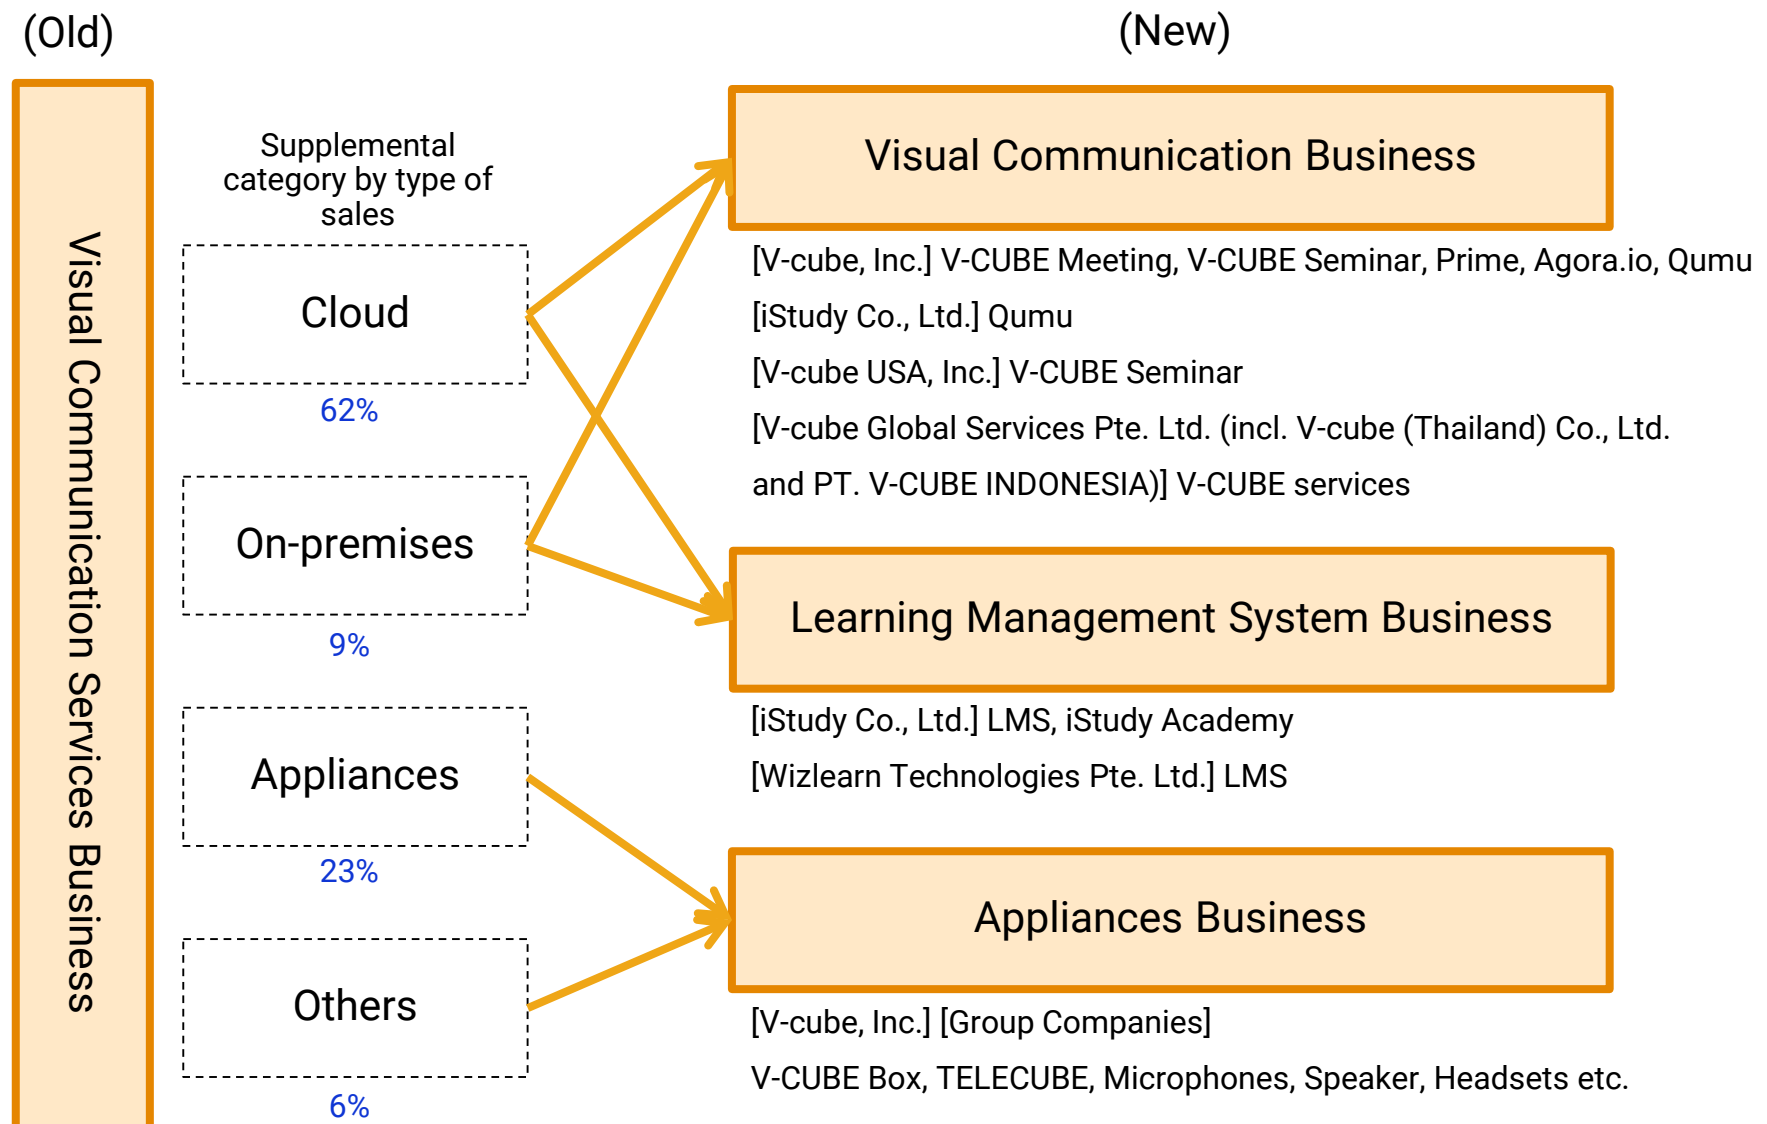 (Old)
(New)
Visual Communication Services Business
Supplemental
category by type of
sales
Cloud
62%
On-premises
9%
Appliances
23%
Others
6%
Visual Communication Business
[V-cube, Inc.] V-CUBE Meeting, V-CUBE Seminar, Prime, Agora.io, Qumu
[iStudy Co., Ltd.] Qumu
[V-cube USA, Inc.] V-CUBE Seminar
[V-cube Global Services Pte. Ltd. (incl. V-cube (Thailand) Co., Ltd.
and PT. V-CUBE INDONESIA)] V-CUBE services
Learning Management System Business
[iStudy Co., Ltd.] LMS, iStudy Academy
[Wizlearn Technologies Pte. Ltd.] LMS
Appliances Business
[V-cube, Inc.] [Group Companies]
V-CUBE Box, TELECUBE, Microphones, Speaker, Headsets etc.